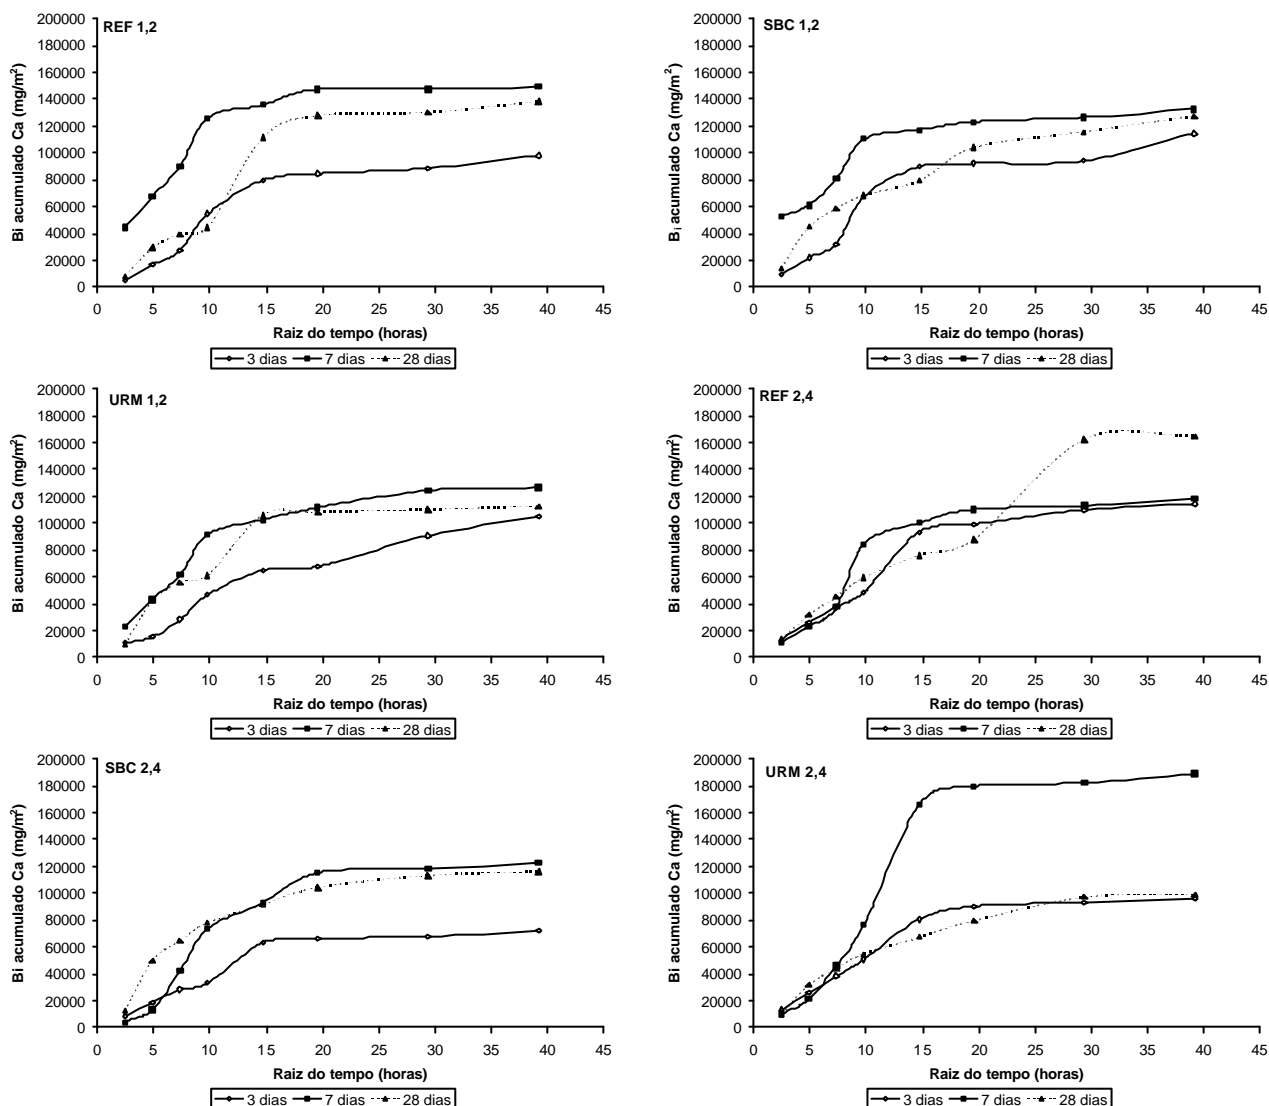 REF 1,2
Bi acumulado Ca (mg/m²)
200000
180000
160000
140000
120000
100000
80000
60000
40000
20000
0
0 5 10 15 20 25 30 35 40 45
Raiz do tempo (horas)
3 dias 7 dias 28 dias
SBC 1,2
Bᵢ acumulado Ca (mg/m²)
200000
180000
160000
140000
120000
100000
80000
60000
40000
20000
0
0 5 10 15 20 25 30 35 40 45
Raiz do tempo (horas)
3 dias 7 dias 28 dias
URM 1,2
Bi acumulado Ca (mg/m²)
200000
180000
160000
140000
120000
100000
80000
60000
40000
20000
0
0 5 10 15 20 25 30 35 40 45
Raiz do tempo (horas)
3 dias 7 dias 28 dias
REF 2,4
Bi acumulado Ca (mg/m²)
200000
180000
160000
140000
120000
100000
80000
60000
40000
20000
0
0 5 10 15 20 25 30 35 40 45
Raiz do tempo (horas)
3 dias 7 dias 28 dias
SBC 2,4
Bi acumulado Ca (mg/m²)
200000
180000
160000
140000
120000
100000
80000
60000
40000
20000
0
0 5 10 15 20 25 30 35 40 45
Raiz do tempo (horas)
3 dias 7 dias 28 dias
URM 2,4
Bi acumulado Ca (mg/m²)
200000
180000
160000
140000
120000
100000
80000
60000
40000
20000
0
0 5 10 15 20 25 30 35 40 45
Raiz do tempo (horas)
3 dias 7 dias 28 dias